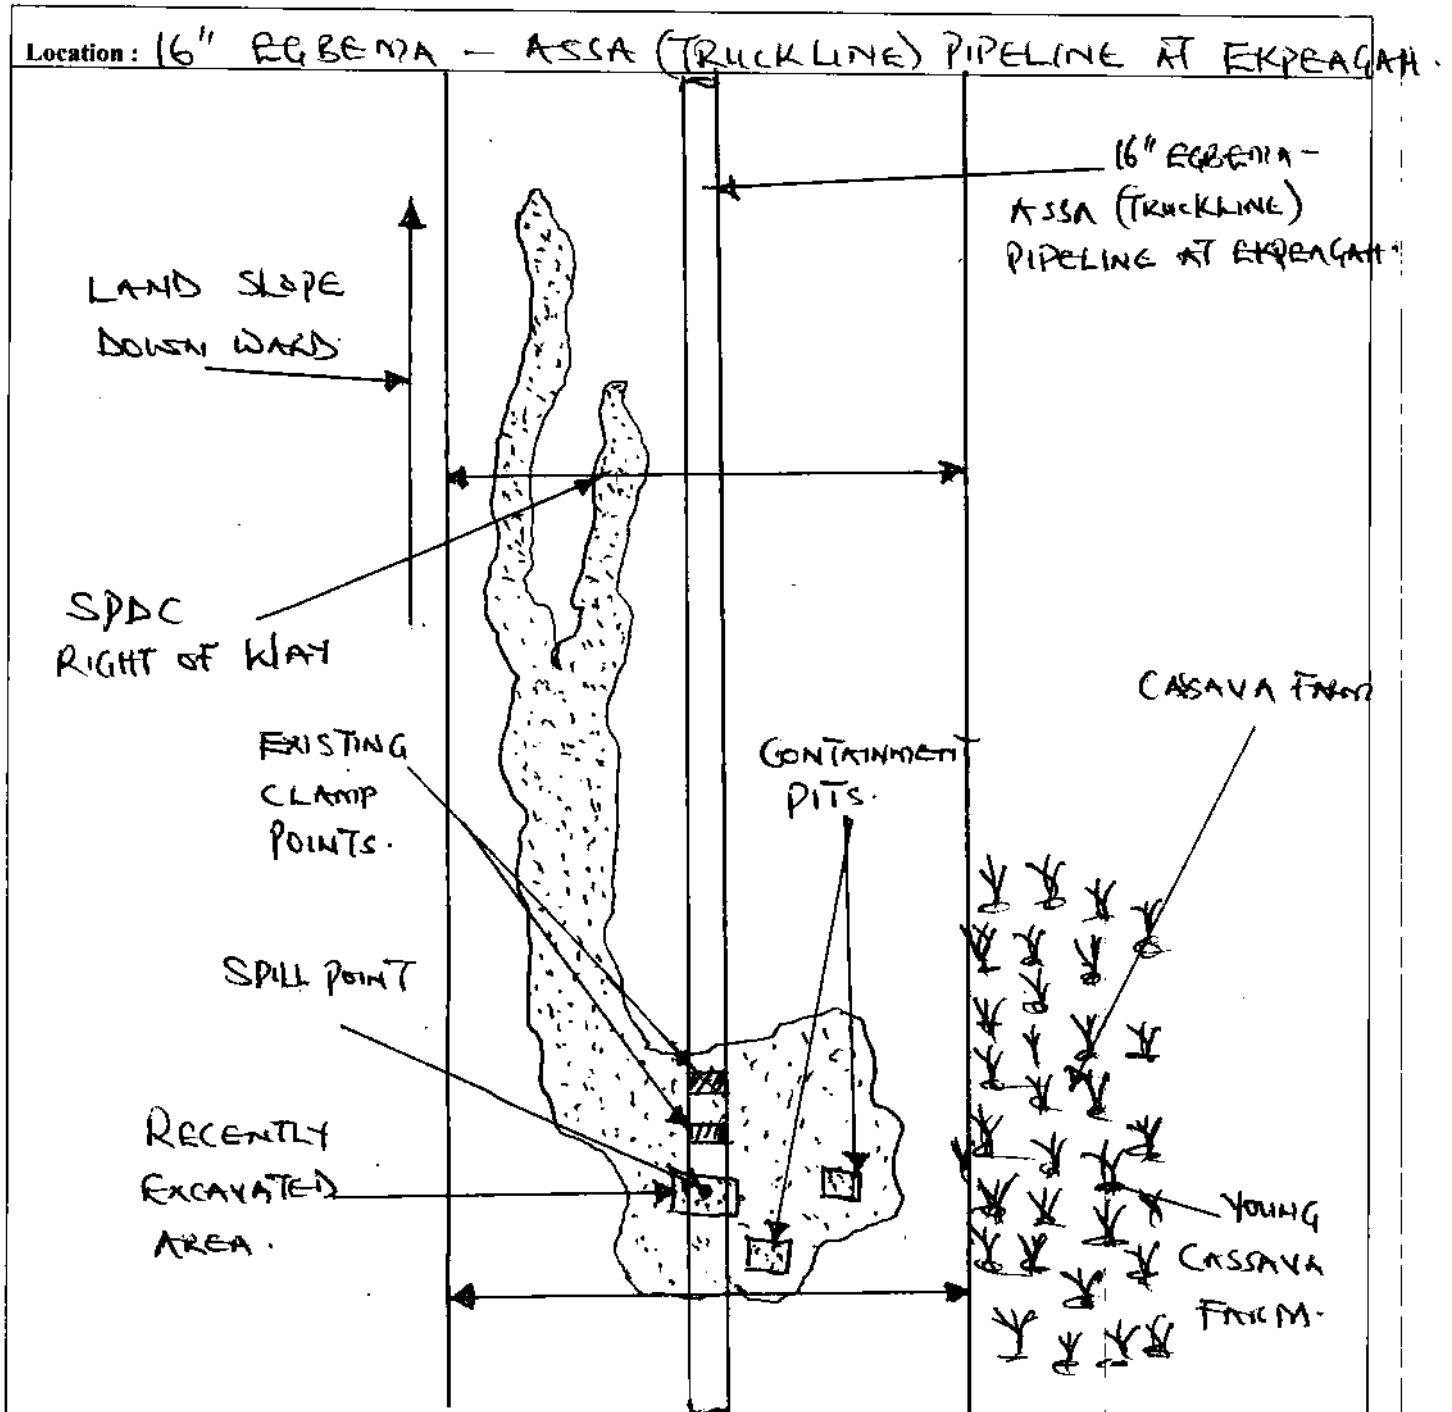 Location : 16" EGBEMA - ASSA (TRUCKLINE) PIPELINE AT EKPEAGAH.
16" EGBEMA -
ASSA (TRUCKLINE)
PIPELINE AT EKPEAGAH.
LAND SLOPE
DOWN WARD
SPDC
RIGHT OF WAY
CASAVA FARM
EXISTING
CLAMP
POINTS.
CONTAINMENT
PITS.
SPILL POINT
RECENTLY
EXCAVATED
AREA.
YOUNG
CASSAVA
FARM.